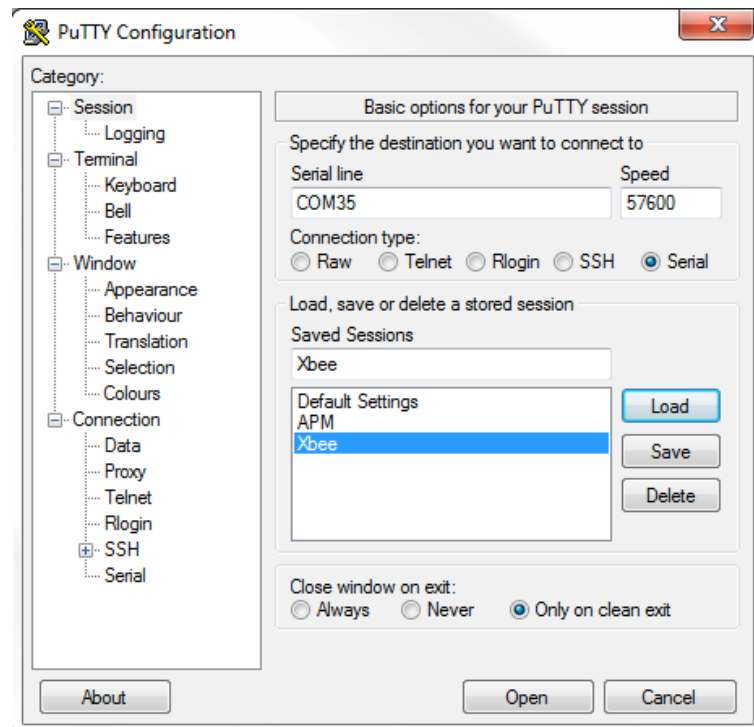 PuTTY Configuration
Category:
Session
Logging
Terminal
Keyboard
Bell
Features
Window
Appearance
Behaviour
Translation
Selection
Colours
Connection
Data
Proxy
Telnet
Rlogin
SSH
Serial
Basic options for your PuTTY session
Specify the destination you want to connect to
Serial line Speed
COM35 57600
Connection type:
Raw Telnet Rlogin SSH Serial
Load, save or delete a stored session
Saved Sessions
Xbee
Default Settings
APM
Xbee
Load
Save
Delete
Close window on exit:
Always Never Only on clean exit
About Open Cancel